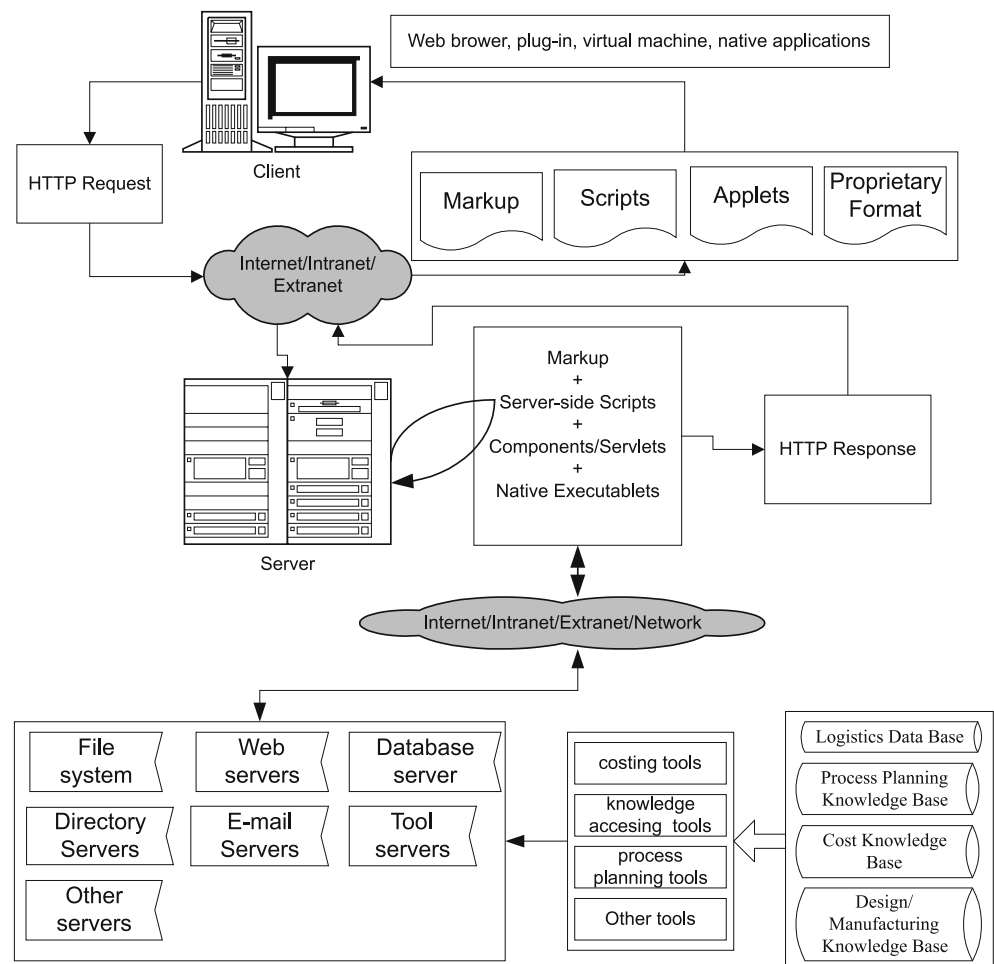 Web brower, plug-in, virtual machine, native applications
Client
HTTP Request
Markup
Scripts
Applets
Proprietary
Format
Internet/Intranet/
Extranet
Markup
+
Server-side Scripts
+
Components/Servlets
+
Native Executablets
HTTP Response
Server
Internet/Intranet/Extranet/Network
File
system
Web
servers
Database
server
Directory
Servers
E-mail
Servers
Tool
servers
Other
servers
costing tools
knowledge
accesing tools
process
planning tools
Other tools
Logistics Data Base
Process Planning
Knowledge Base
Cost Knowledge
Base
Design/
Manufacturing
Knowledge Base